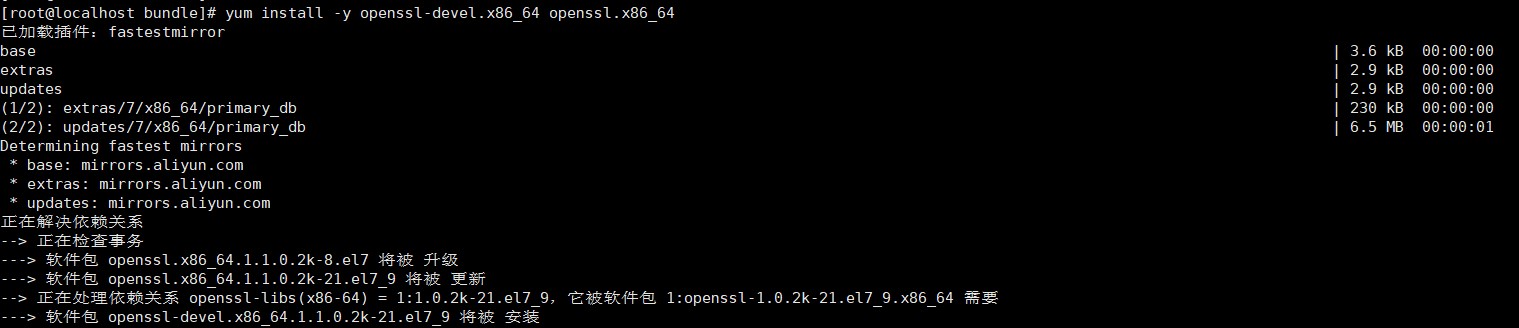 [root@localhost bundle]# yum install -y openssl-devel.x86_64 openssl.x86_64
已加载插件：fastestmirror
base | 3.6 kB 00:00:00
extras | 2.9 kB 00:00:00
updates | 2.9 kB 00:00:00
(1/2): extras/7/x86_64/primary_db | 230 kB 00:00:00
(2/2): updates/7/x86_64/primary_db | 6.5 MB 00:00:01
Determining fastest mirrors
 * base: mirrors.aliyun.com
 * extras: mirrors.aliyun.com
 * updates: mirrors.aliyun.com
正在解决依赖关系
--> 正在检查事务
---> 软件包 openssl.x86_64.1.1.0.2k-8.el7 将被 升级
---> 软件包 openssl.x86_64.1.1.0.2k-21.el7_9 将被 更新
--> 正在处理依赖关系 openssl-libs(x86-64) = 1:1.0.2k-21.el7_9，它被软件包 1:openssl-1.0.2k-21.el7_9.x86_64 需要
---> 软件包 openssl-devel.x86_64.1.1.0.2k-21.el7_9 将被 安装